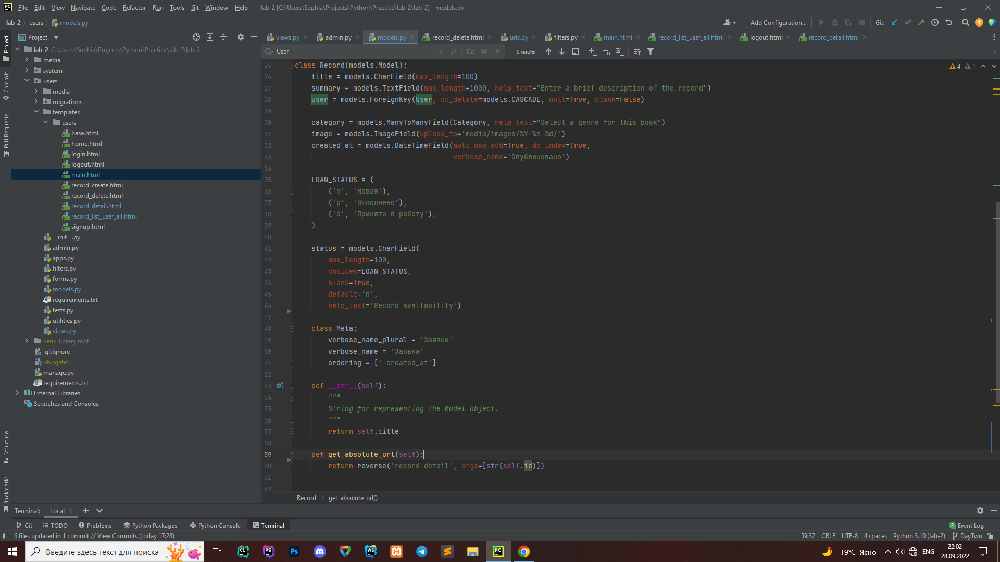 File Edit View Navigate Code Refactor Run Tools Git Window Help lab-2 [C:\Users\Sophia\Projects\Python\Practice\lab-2\lab-2] - models.py
lab-2 users models.py
Add Configuration... Git:
Project
views.py admin.py models.py record_delete.html urls.py filters.py main.html record_list_user_all.html logout.html record_detail.html
User Cc W .* 5 results
Project
Commit
Pull Requests
Structure
Bookmarks
lab-2 C:\Users\Sophia\Projects\Python\Practice\lab-2\lab-2
media
system
users
media
migrations
templates
users
base.html
home.html
login.html
logout.html
main.html
record_create.html
record_delete.html
record_detail.html
record_list_user_all.html
signup.html
__init__.py
admin.py
apps.py
filters.py
forms.py
models.py
requirements.txt
tests.py
utilities.py
views.py
venv library root
.gitignore
db.sqlite3
manage.py
requirements.txt
External Libraries
Scratches and Consoles
4 1
25 class Record(models.Model):
26 title = models.CharField(max_length=100)
27 summary = models.TextField(max_length=1000, help_text="Enter a brief description of the record")
28 user = models.ForeignKey(User, on_delete=models.CASCADE, null=True, blank=False)
29
30 category = models.ManyToManyField(Category, help_text="Select a genre for this book")
31 image = models.ImageField(upload_to='media/images/%Y-%m-%d/')
32 created_at = models.DateTimeField(auto_now_add=True, db_index=True,
33 verbose_name='Опубликовано')
34
35 LOAN_STATUS = (
36 ('n', 'Новая'),
37 ('p', 'Выполнено'),
38 ('a', 'Принято в работу'),
39 )
40
41 status = models.CharField(
42 max_length=100,
43 choices=LOAN_STATUS,
44 blank=True,
45 default='n',
46 help_text='Record availability')
47
48 class Meta:
49 verbose_name_plural = 'Заявки'
50 verbose_name = 'Заявка'
51 ordering = ['-created_at']
52
53 def __str__(self):
54 """
55 String for representing the Model object.
56 """
57 return self.title
58
59 def get_absolute_url(self):
60 return reverse('record-detail', args=[str(self.id)])
61
62
Record get_absolute_url()
Terminal: Local
Git TODO Problems Python Packages Python Console Terminal 2 Event Log
6 files updated in 1 commit // View Commits (today 17:28) 59:32 CRLF UTF-8 4 spaces Python 3.10 (lab-2) DayTwo
Введите здесь текст для поиска
CL PS Ps WS PC
-19°C Ясно ENG 22:02
28.09.2022